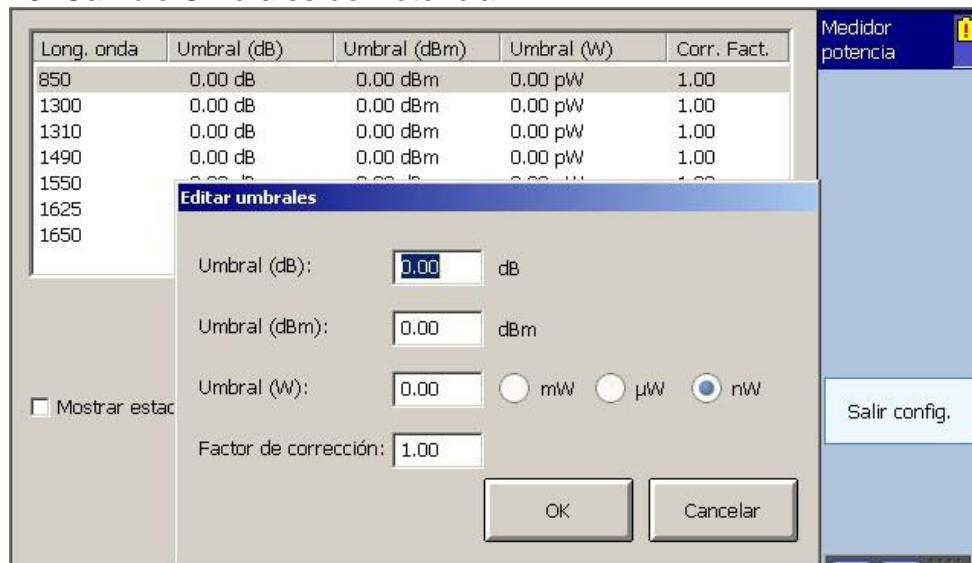 Long. onda Umbral (dB) Umbral (dBm) Umbral (W) Corr. Fact.
850 0.00 dB 0.00 dBm 0.00 pW 1.00
1300 0.00 dB 0.00 dBm 0.00 pW 1.00
1310 0.00 dB 0.00 dBm 0.00 pW 1.00
1490 0.00 dB 0.00 dBm 0.00 pW 1.00
1550
1625
1650
Mostrar
Editar umbrales
Umbral (dB): 0.00 dB
Umbral (dBm): 0.00 dBm
Umbral (W): 0.00 mW µW nW
Factor de corrección: 1.00
OK Cancelar
Medidor
potencia
Salir config.